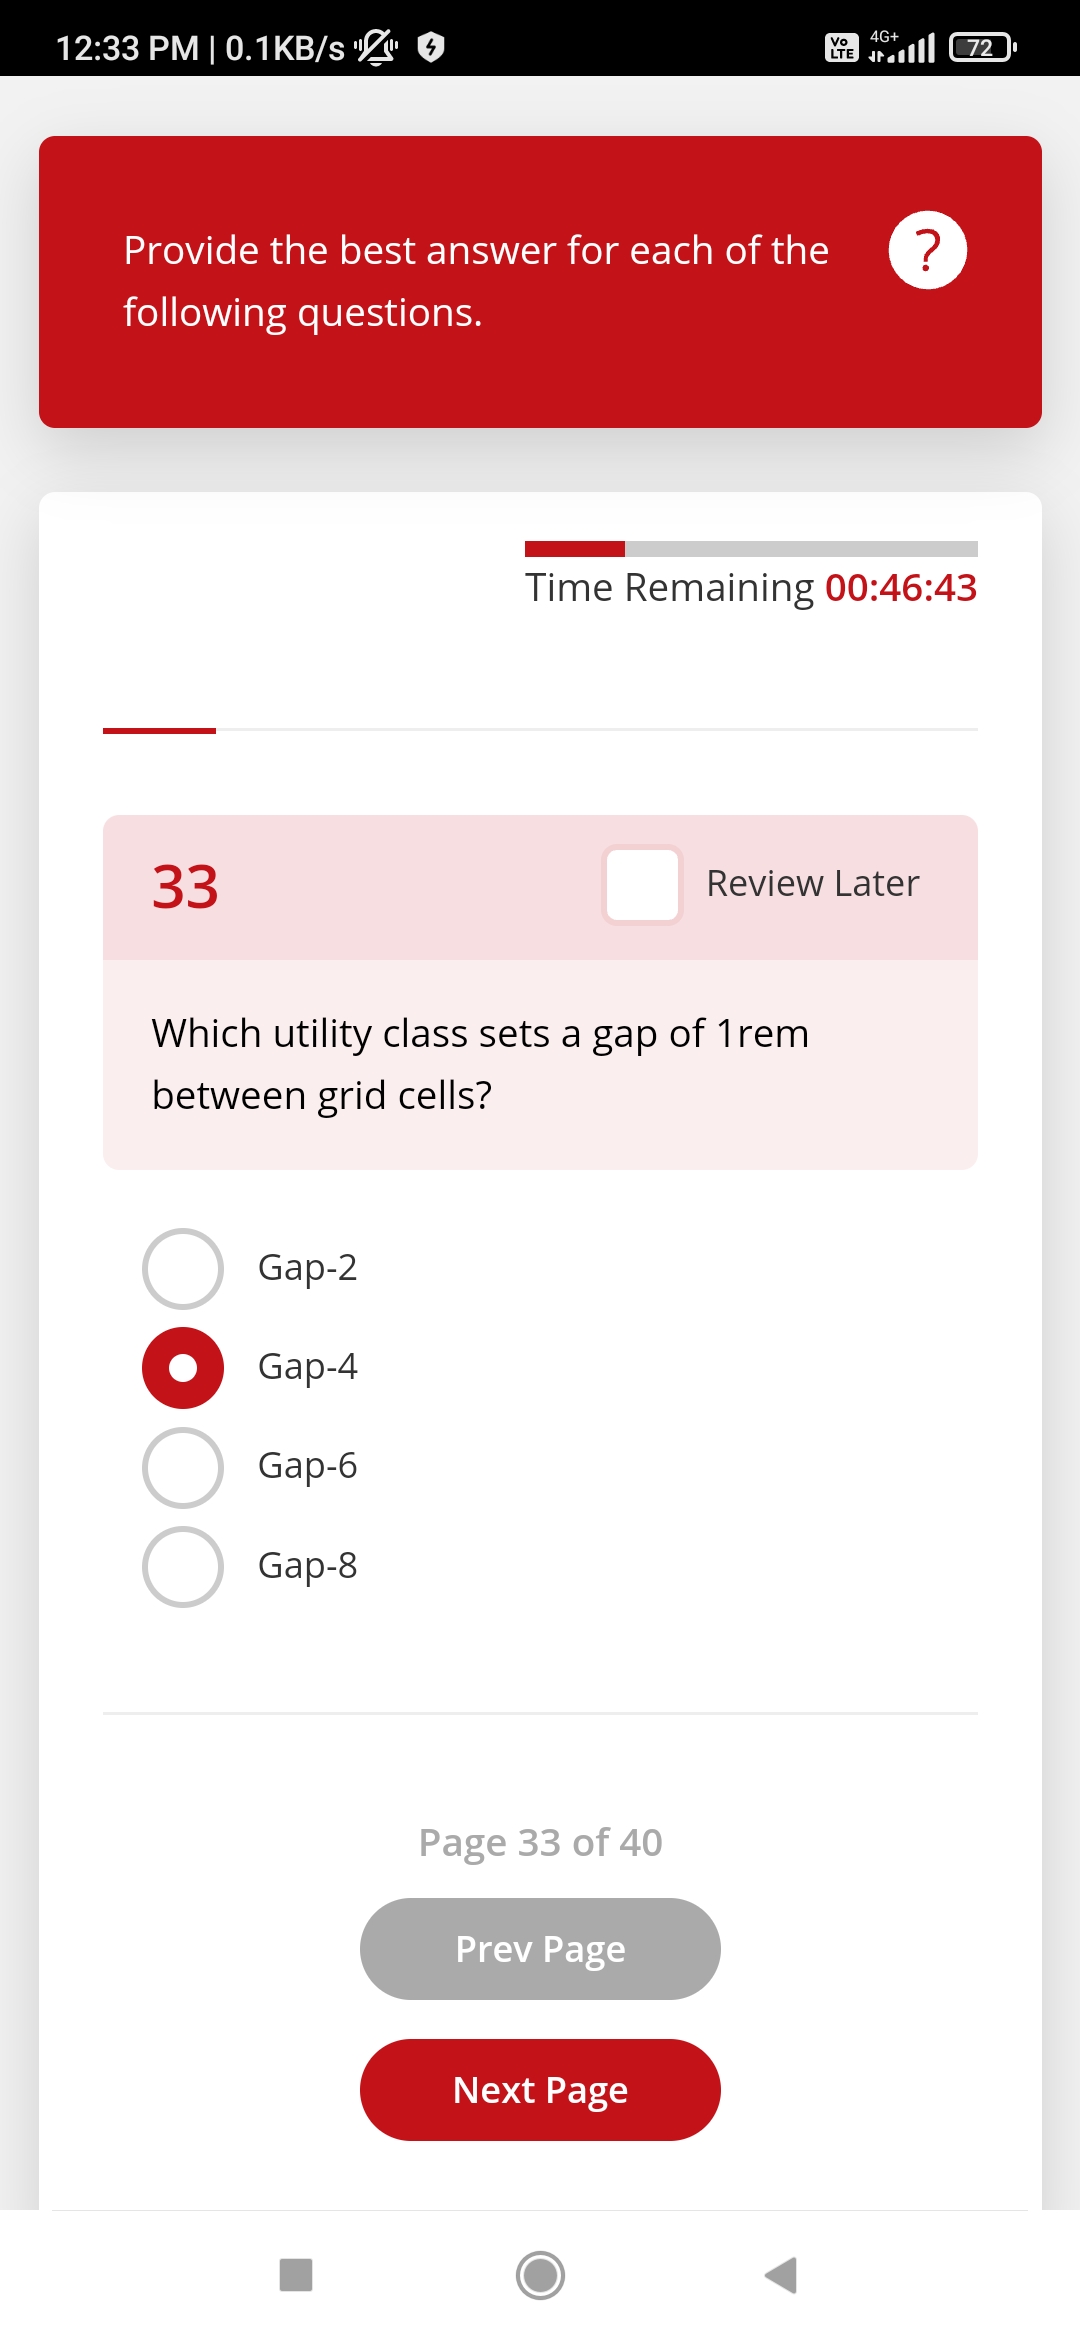 12:33 PM | 0.1KB/s
Vo LTE 4G+ 72
Provide the best answer for each of the
following questions.
?
Time Remaining 00:46:43
33
Review Later
Which utility class sets a gap of 1rem
between grid cells?
Gap-2
Gap-4
Gap-6
Gap-8
Page 33 of 40
Prev Page
Next Page